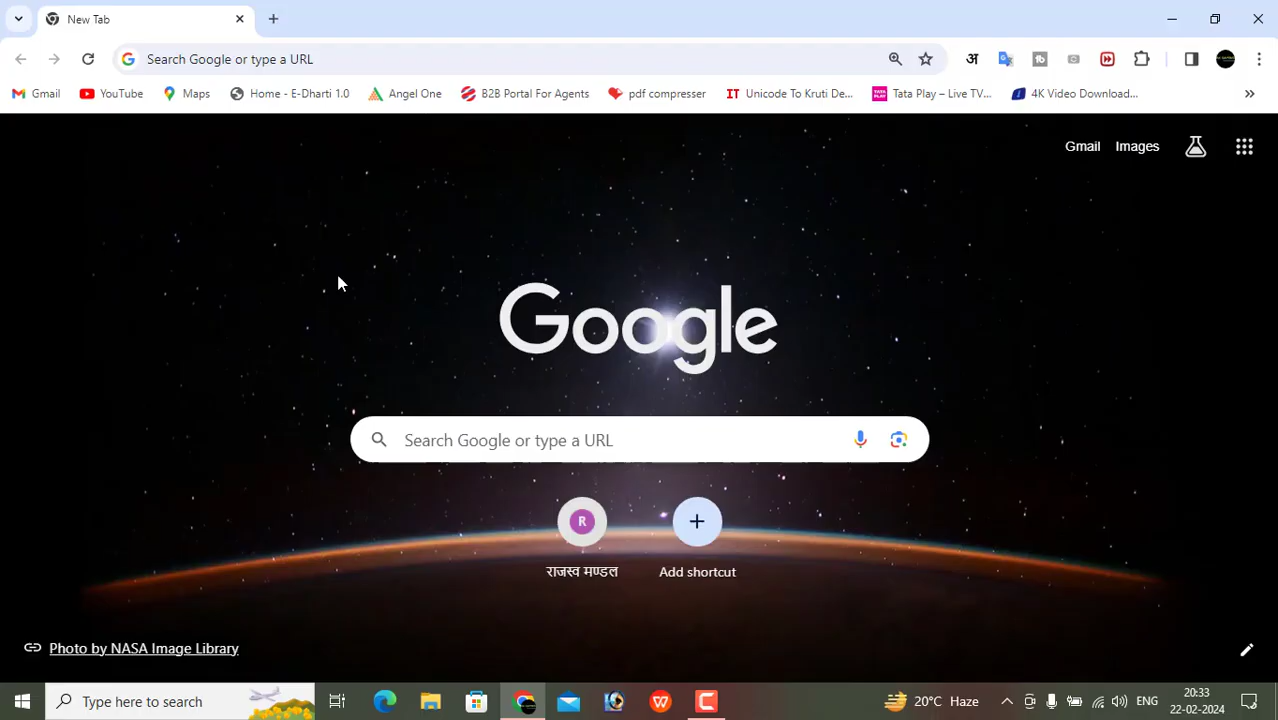 New Tab
Search Google or type a URL
अ
Gmail YouTube Maps Home - E-Dharti 1.0 Angel One B2B Portal For Agents pdf compresser IT Unicode To Kruti De... Tata Play – Live TV... 4K Video Download...
Gmail Images
Google
Search Google or type a URL
R
राजस्व मण्डल Add shortcut
Photo by NASA Image Library
Type here to search 20°C Haze ENG 20:33
22-02-2024